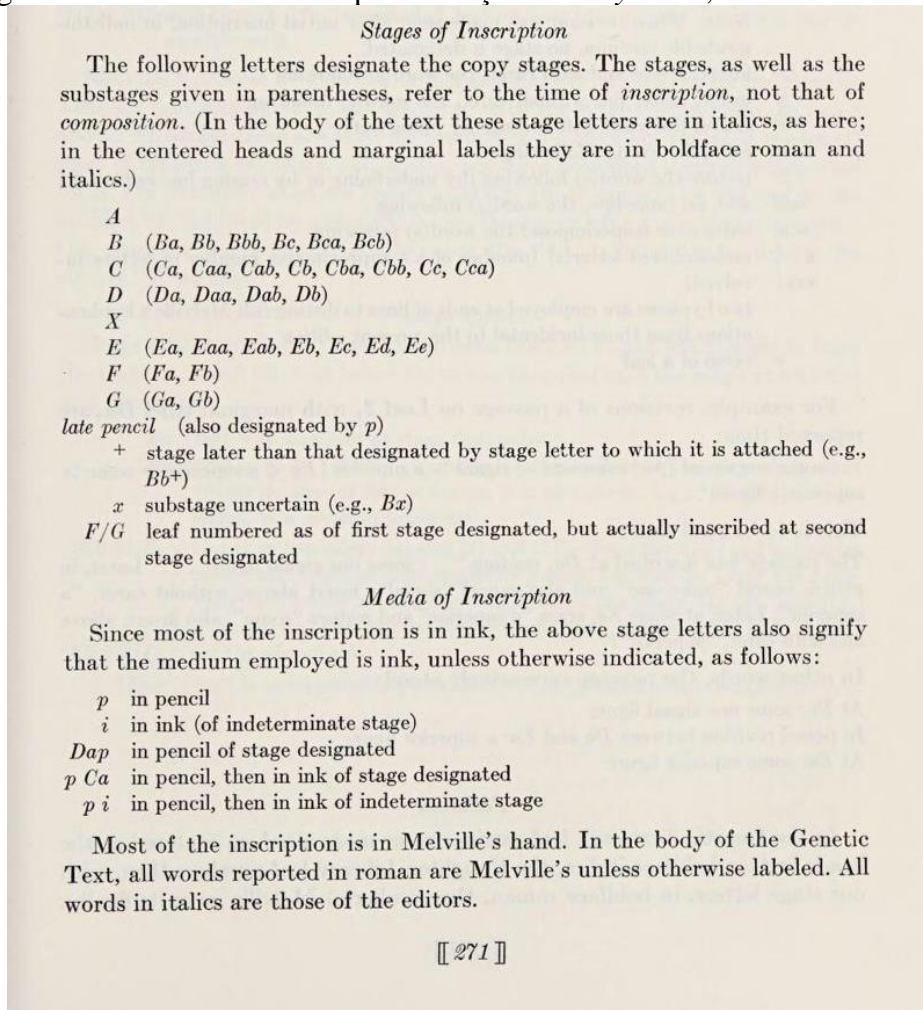 Stages of Inscription
The following letters designate the copy stages. The stages, as well as the
substages given in parentheses, refer to the time of inscription, not that of
composition. (In the body of the text these stage letters are in italics, as here;
in the centered heads and marginal labels they are in boldface roman and
italics.)
A
B (Ba, Bb, Bbb, Bc, Bca, Bcb)
C (Ca, Caa, Cab, Cb, Cba, Cbb, Cc, Cca)
D (Da, Daa, Dab, Db)
X
E (Ea, Eaa, Eab, Eb, Ec, Ed, Ee)
F (Fa, Fb)
G (Ga, Gb)
late pencil (also designated by p)
+ stage later than that designated by stage letter to which it is attached (e.g.,
Bb+)
x substage uncertain (e.g., Bx)
F/G leaf numbered as of first stage designated, but actually inscribed at second
stage designated
Media of Inscription
Since most of the inscription is in ink, the above stage letters also signify
that the medium employed is ink, unless otherwise indicated, as follows:
p in pencil
i in ink (of indeterminate stage)
Dap in pencil of stage designated
p Ca in pencil, then in ink of stage designated
p i in pencil, then in ink of indeterminate stage
Most of the inscription is in Melville's hand. In the body of the Genetic
Text, all words reported in roman are Melville's unless otherwise labeled. All
words in italics are those of the editors.
⟦271⟧